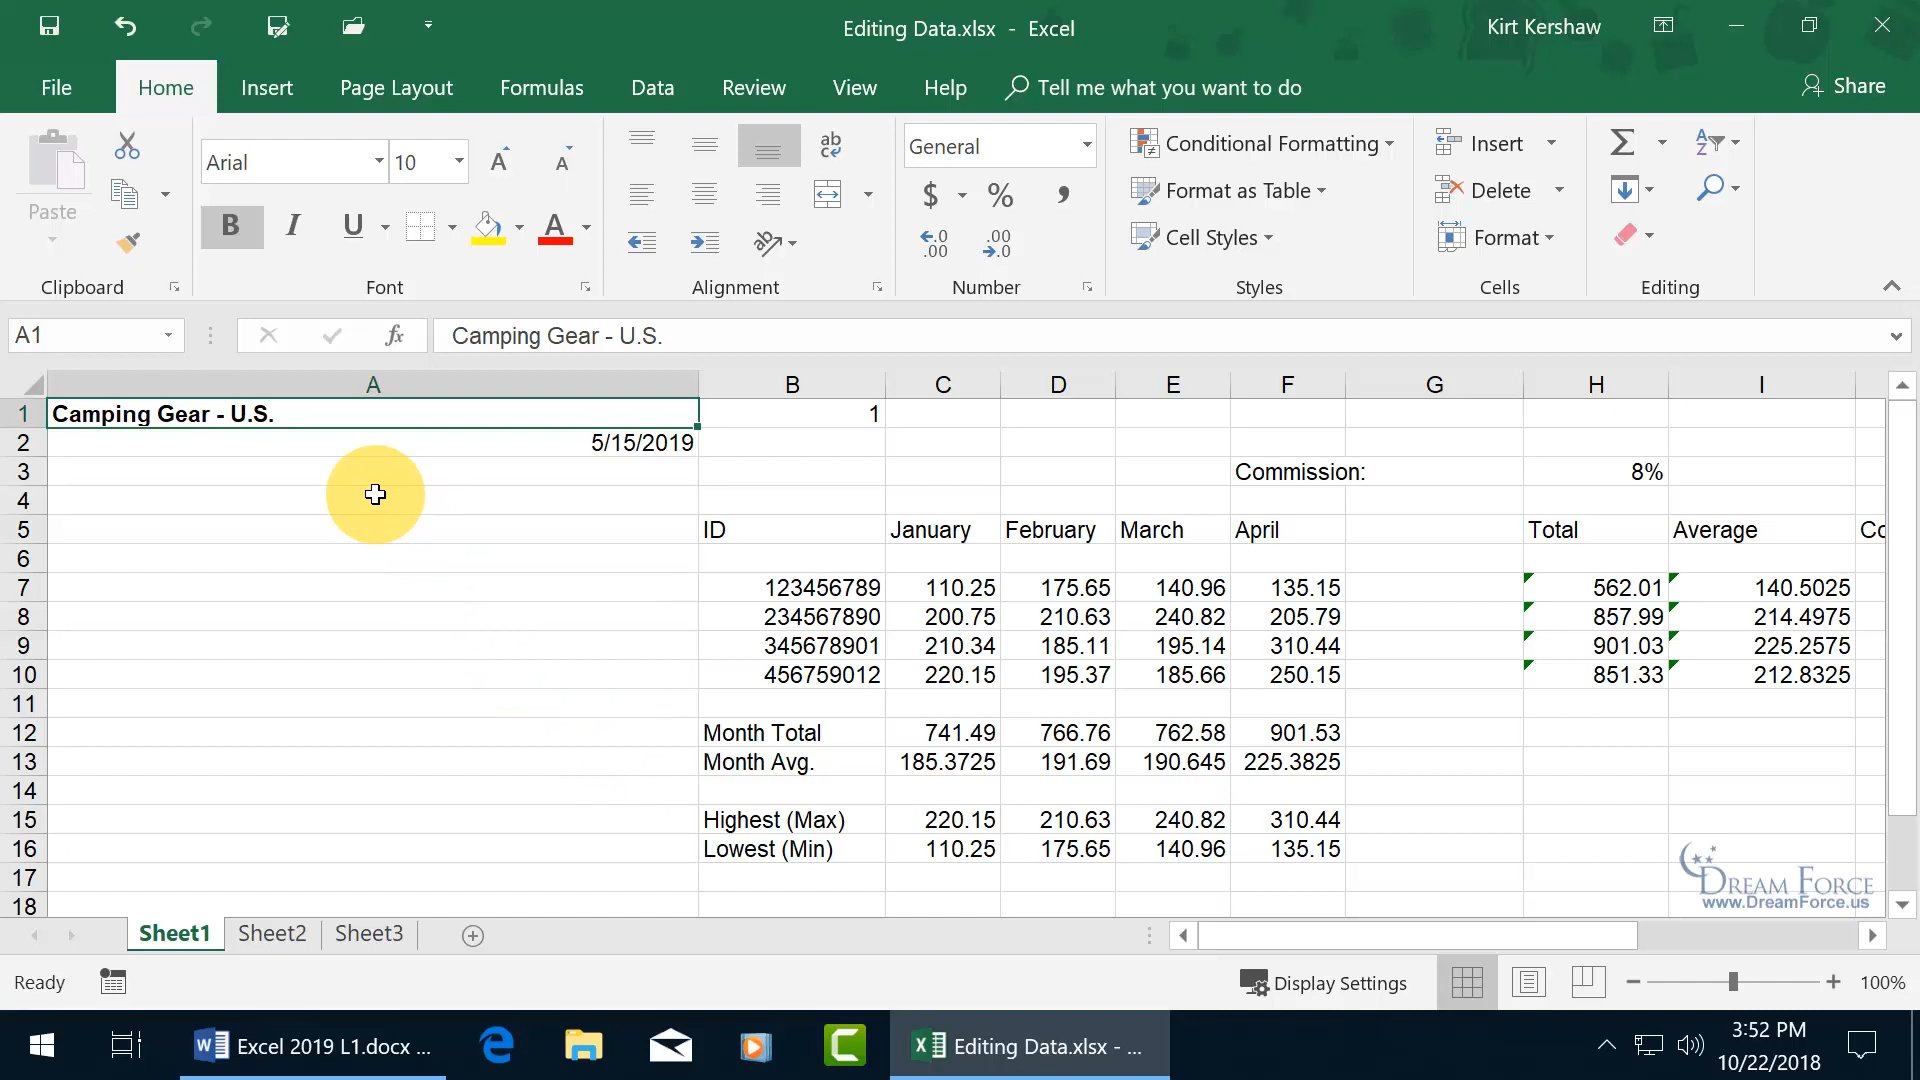 Editing Data.xlsx - Excel
Kirt Kershaw
File Home Insert Page Layout Formulas Data Review View Help Tell me what you want to do Share
Paste
Clipboard
Arial 10
B I U A
Font
ab
Alignment
General
$ % ,
Number
Conditional Formatting
Format as Table
Cell Styles
Styles
Insert
Delete
Format
Cells
Editing
A1 fx Camping Gear - U.S.
A B C D E F G H I
1 Camping Gear - U.S. 1
2 5/15/2019
3 Commission: 8%
4
5 ID January February March April Total Average Co
6
7 123456789 110.25 175.65 140.96 135.15 562.01 140.5025
8 234567890 200.75 210.63 240.82 205.79 857.99 214.4975
9 345678901 210.34 185.11 195.14 310.44 901.03 225.2575
10 456759012 220.15 195.37 185.66 250.15 851.33 212.8325
11
12 Month Total 741.49 766.76 762.58 901.53
13 Month Avg. 185.3725 191.69 190.645 225.3825
14
15 Highest (Max) 220.15 210.63 240.82 310.44
16 Lowest (Min) 110.25 175.65 140.96 135.15
17
18
DREAM FORCE
www.DreamForce.us
Sheet1 Sheet2 Sheet3
Ready Display Settings 100%
Excel 2019 L1.docx ... Editing Data.xlsx - ... 3:52 PM
10/22/2018